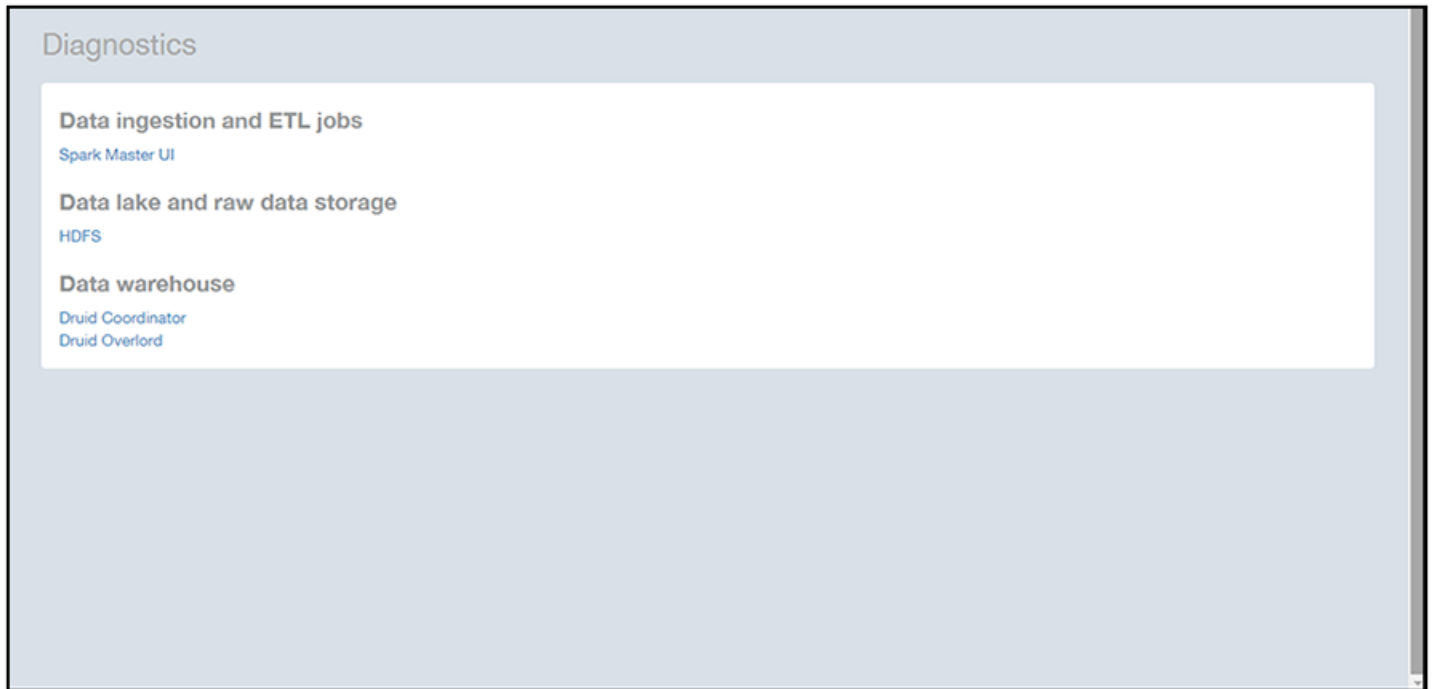 Diagnostics
Data ingestion and ETL jobs
Spark Master UI
Data lake and raw data storage
HDFS
Data warehouse
Druid Coordinator
Druid Overlord